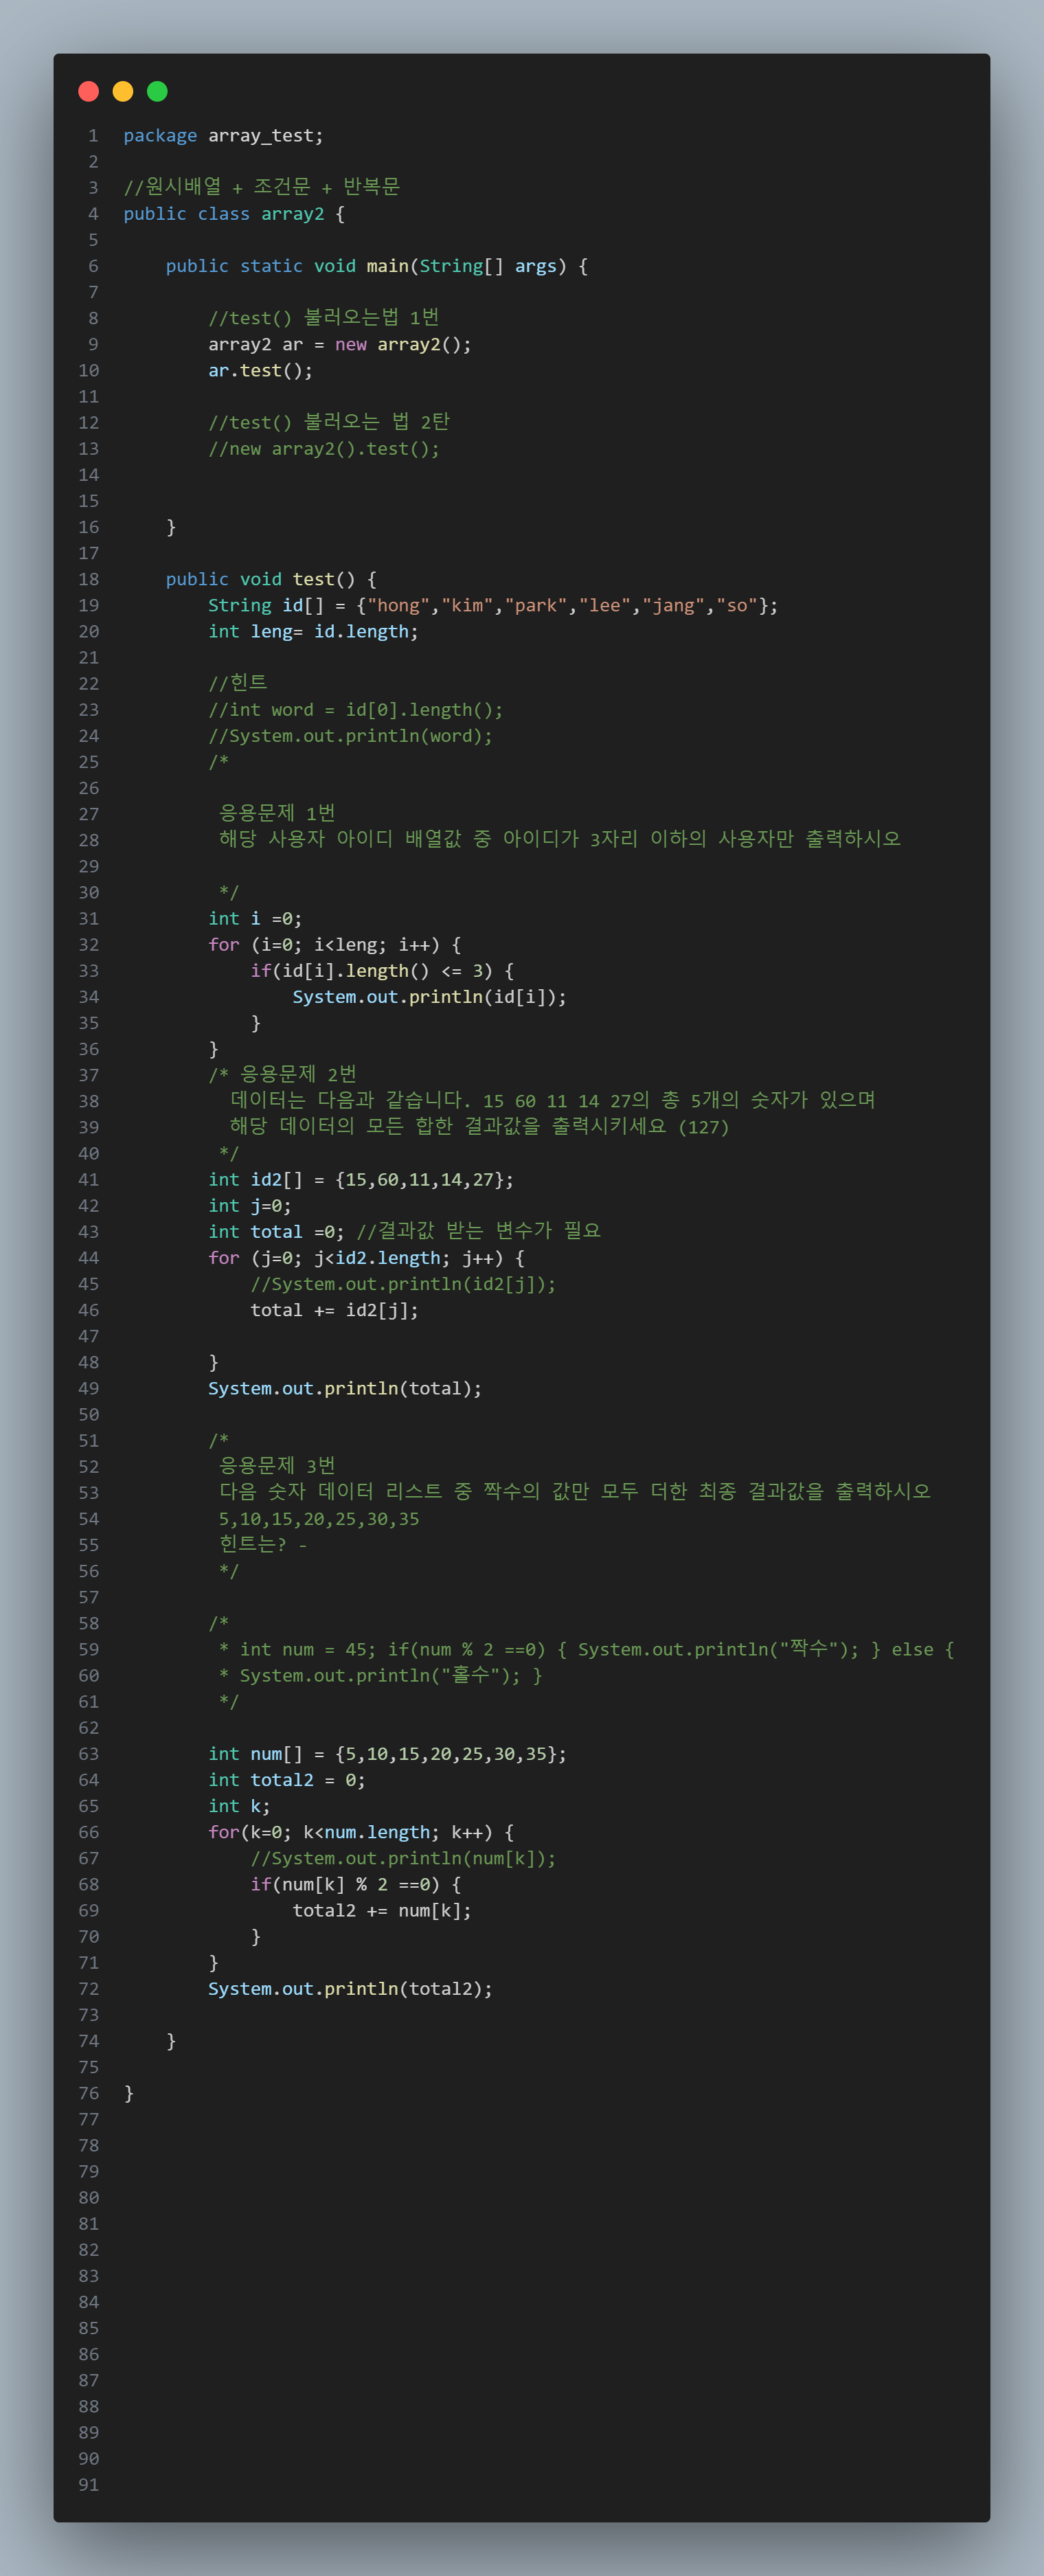 1 package array_test;
2
3 //원시배열 + 조건문 + 반복문
4 public class array2 {
5
6     public static void main(String[] args) {
7
8         //test() 불러오는법 1번
9         array2 ar = new array2();
10         ar.test();
11
12         //test() 불러오는 법 2탄
13         //new array2().test();
14
15
16     }
17
18     public void test() {
19         String id[] = {"hong","kim","park","lee","jang","so"};
20         int leng= id.length;
21
22         //힌트
23         //int word = id[0].length();
24         //System.out.println(word);
25         /*
26
27          응용문제 1번
28          해당 사용자 아이디 배열값 중 아이디가 3자리 이하의 사용자만 출력하시오
29
30          */
31         int i =0;
32         for (i=0; i<leng; i++) {
33             if(id[i].length() <= 3) {
34                 System.out.println(id[i]);
35             }
36         }
37         /* 응용문제 2번
38           데이터는 다음과 같습니다. 15 60 11 14 27의 총 5개의 숫자가 있으며
39           해당 데이터의 모든 합한 결과값을 출력시키세요 (127)
40          */
41         int id2[] = {15,60,11,14,27};
42         int j=0;
43         int total =0; //결과값 받는 변수가 필요
44         for (j=0; j<id2.length; j++) {
45             //System.out.println(id2[j]);
46             total += id2[j];
47
48         }
49         System.out.println(total);
50
51         /*
52          응용문제 3번
53          다음 숫자 데이터 리스트 중 짝수의 값만 모두 더한 최종 결과값을 출력하시오
54          5,10,15,20,25,30,35
55          힌트는? -
56          */
57
58         /*
59          * int num = 45; if(num % 2 ==0) { System.out.println("짝수"); } else {
60          * System.out.println("홀수"); }
61          */
62
63         int num[] = {5,10,15,20,25,30,35};
64         int total2 = 0;
65         int k;
66         for(k=0; k<num.length; k++) {
67             //System.out.println(num[k]);
68             if(num[k] % 2 ==0) {
69                 total2 += num[k];
70             }
71         }
72         System.out.println(total2);
73
74     }
75
76 }
77
78
79
80
81
82
83
84
85
86
87
88
89
90
91